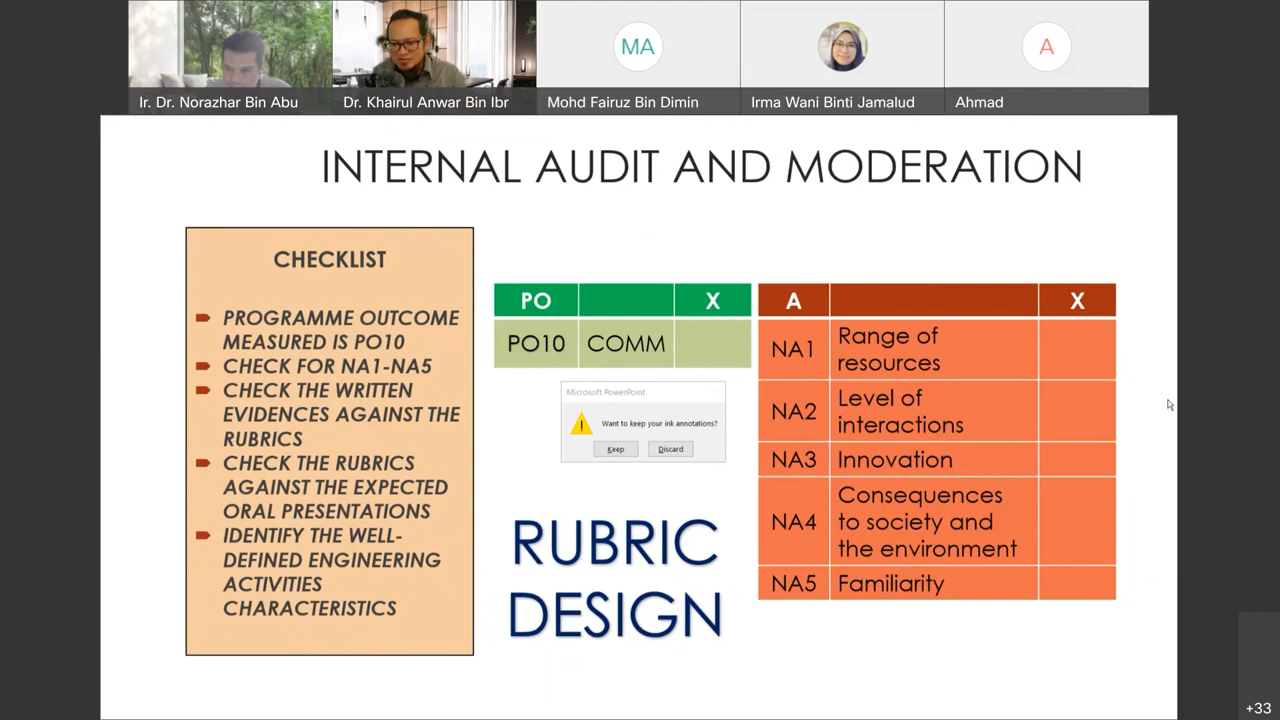 MA
A
Ir. Dr. Norazhar Bin Abu
Dr. Khairul Anwar Bin Ibr
Mohd Fairuz Bin Dimin
Irma Wani Binti Jamalud
Ahmad
INTERNAL AUDIT AND MODERATION
CHECKLIST
PROGRAMME OUTCOME
MEASURED IS PO10
CHECK FOR NA1-NA5
CHECK THE WRITTEN
EVIDENCES AGAINST THE
RUBRICS
CHECK THE RUBRICS
AGAINST THE EXPECTED
ORAL PRESENTATIONS
IDENTIFY THE WELL-
DEFINED ENGINEERING
ACTIVITIES
CHARACTERISTICS
PO X
PO10 COMM
Microsoft PowerPoint
Want to keep your ink annotations?
Keep Discard
RUBRIC
DESIGN
A X
NA1 Range of
resources
NA2 Level of
interactions
NA3 Innovation
NA4 Consequences
to society and
the environment
NA5 Familiarity
+33